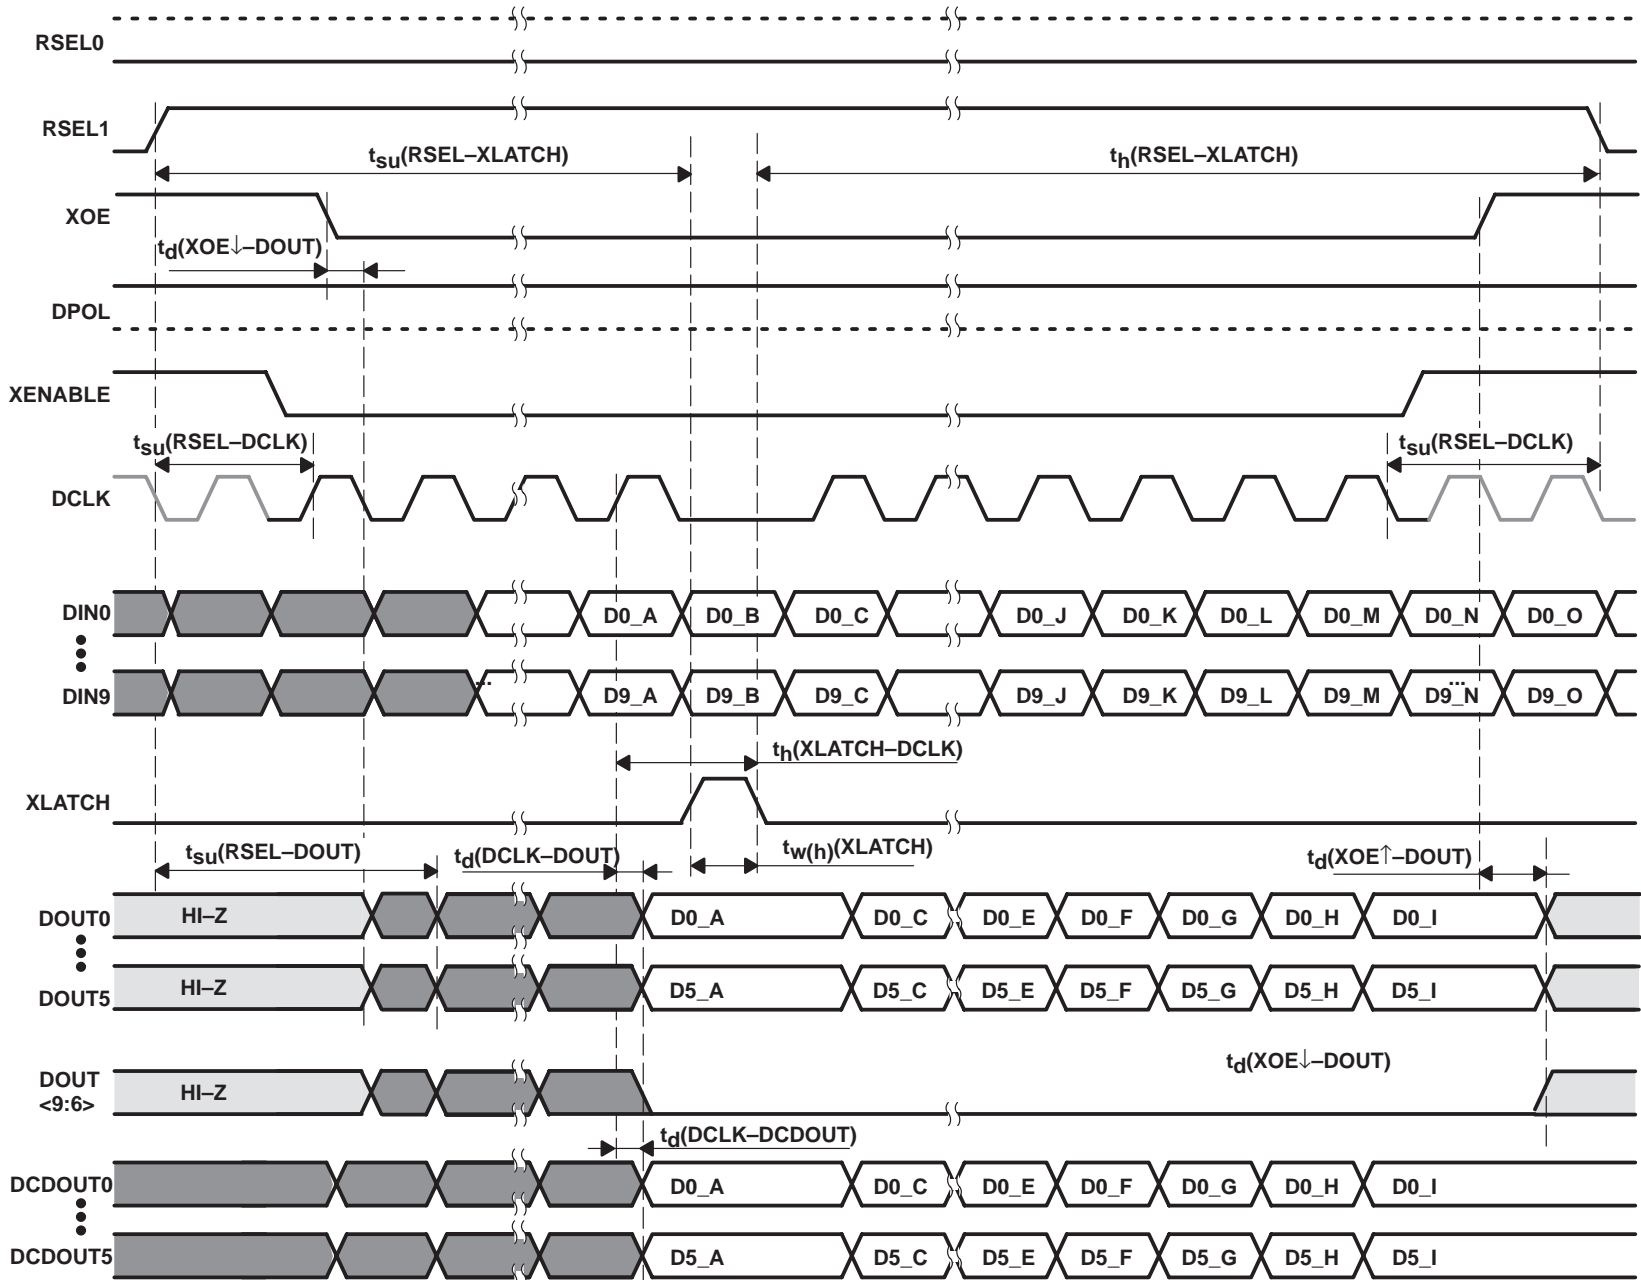 RSEL0
RSEL1
tsu(RSEL–XLATCH)
th(RSEL–XLATCH)
XOE
td(XOE↓–DOUT)
DPOL
XENABLE
tsu(RSEL–DCLK)
tsu(RSEL–DCLK)
DCLK
DIN0
D0_A D0_B D0_C D0_J D0_K D0_L D0_M D0_N D0_O
... ...
DIN9
D9_A D9_B D9_C D9_J D9_K D9_L D9_M D9_N D9_O
th(XLATCH–DCLK)
XLATCH
tsu(RSEL–DOUT)
td(DCLK–DOUT)
tw(h)(XLATCH)
td(XOE↑–DOUT)
DOUT0
HI–Z D0_A D0_C D0_E D0_F D0_G D0_H D0_I
DOUT5
HI–Z D5_A D5_C D5_E D5_F D5_G D5_H D5_I
td(XOE↓–DOUT)
DOUT
<9:6>
HI–Z
td(DCLK–DCDOUT)
DCDOUT0
D0_A D0_C D0_E D0_F D0_G D0_H D0_I
DCDOUT5
D5_A D5_C D5_E D5_F D5_G D5_H D5_I